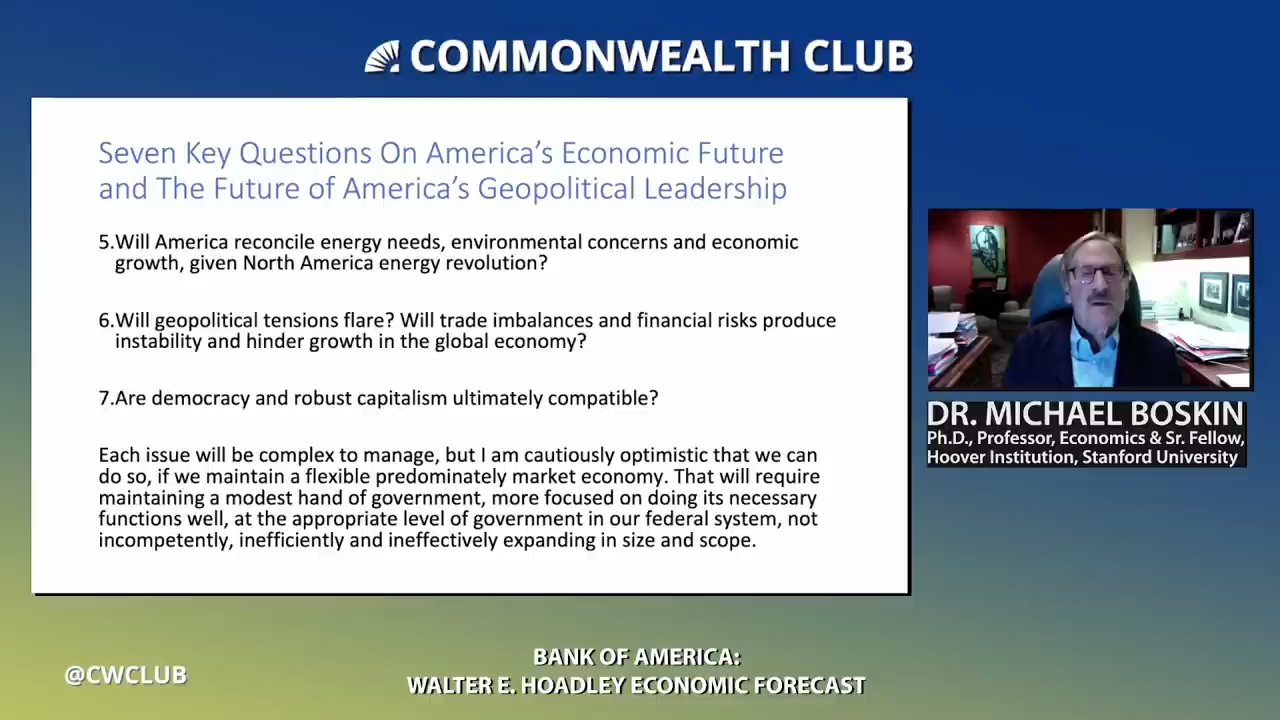 COMMONWEALTH CLUB
Seven Key Questions On America's Economic Future
and The Future of America's Geopolitical Leadership
5.Will America reconcile energy needs, environmental concerns and economic
growth, given North America energy revolution?
6.Will geopolitical tensions flare? Will trade imbalances and financial risks produce
instability and hinder growth in the global economy?
7.Are democracy and robust capitalism ultimately compatible?
Each issue will be complex to manage, but I am cautiously optimistic that we can
do so, if we maintain a flexible predominately market economy. That will require
maintaining a modest hand of government, more focused on doing its necessary
functions well, at the appropriate level of government in our federal system, not
incompetently, inefficiently and ineffectively expanding in size and scope.
DR. MICHAEL BOSKIN
Ph.D., Professor, Economics & Sr. Fellow,
Hoover Institution, Stanford University
@CWCLUB
BANK OF AMERICA:
WALTER E. HOADLEY ECONOMIC FORECAST